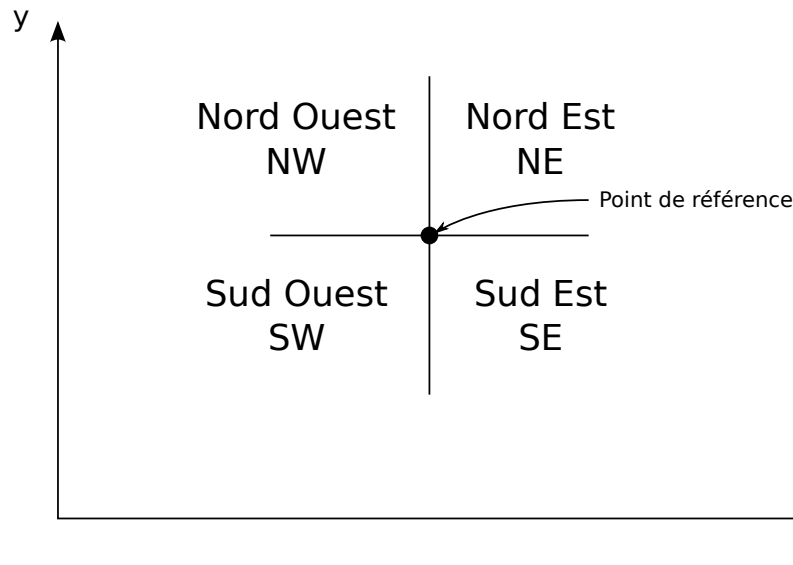 y
Nord Ouest
NW
Nord Est
NE
Point de référence
Sud Ouest
SW
Sud Est
SE